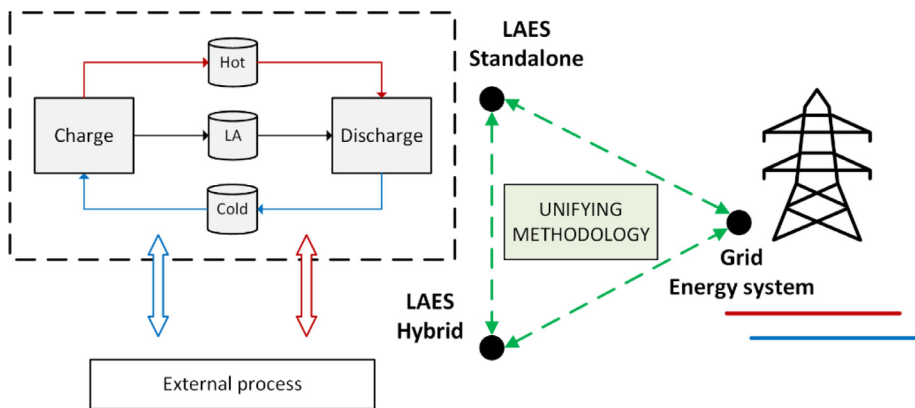 Hot
Charge
LA
Discharge
Cold
External process
LAES
Standalone
UNIFYING
METHODOLOGY
LAES
Hybrid
Grid
Energy system